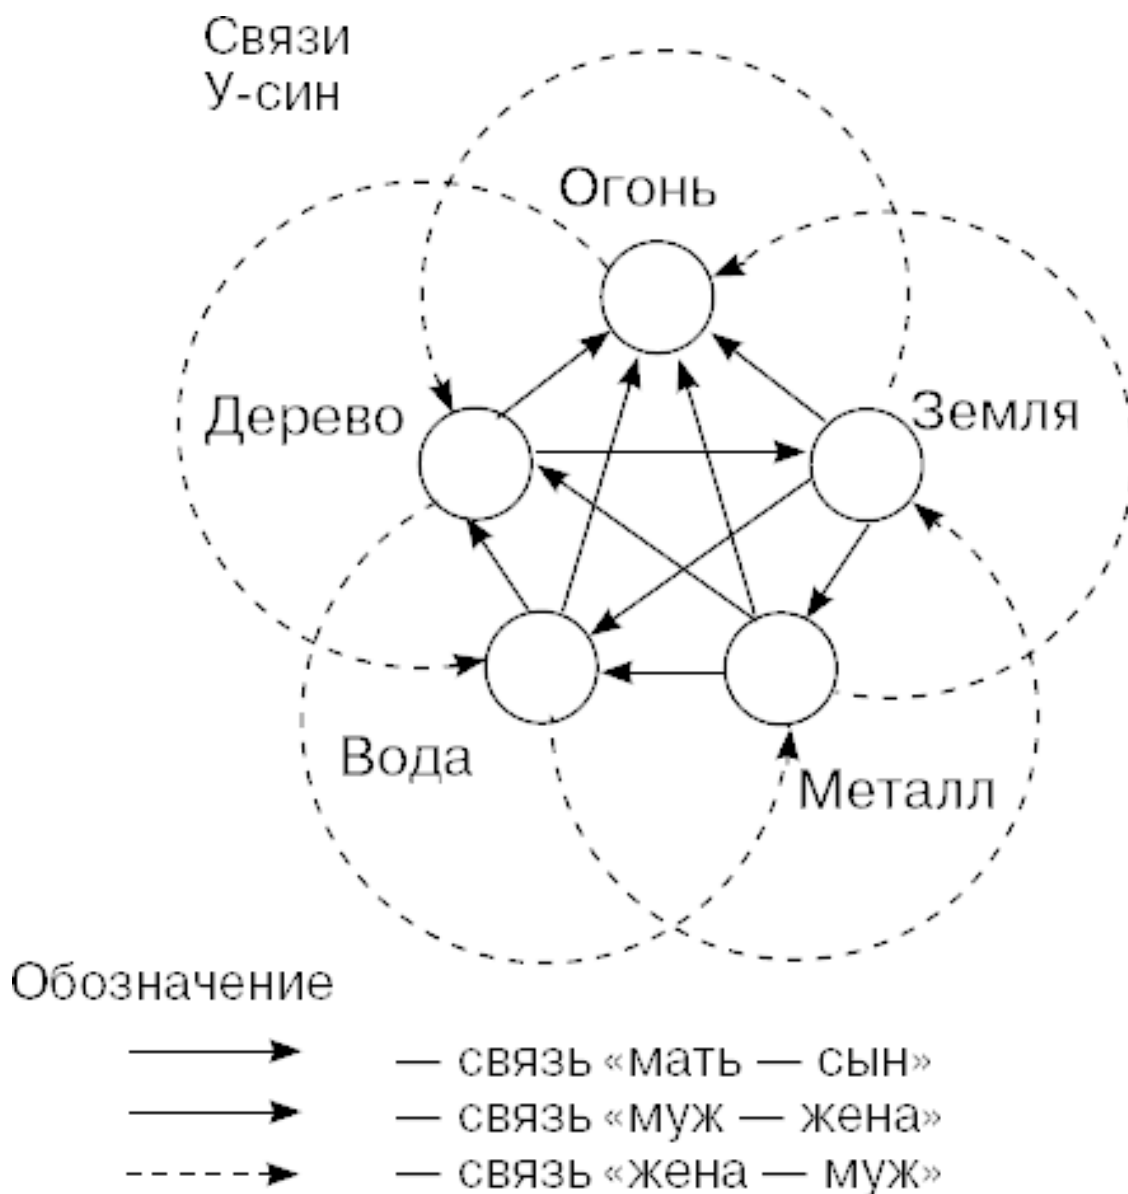 Связи
У-син
Огонь
Дерево
Земля
Вода
Металл
Обозначение
— связь «мать — сын»
— связь «муж — жена»
— связь «жена — муж»